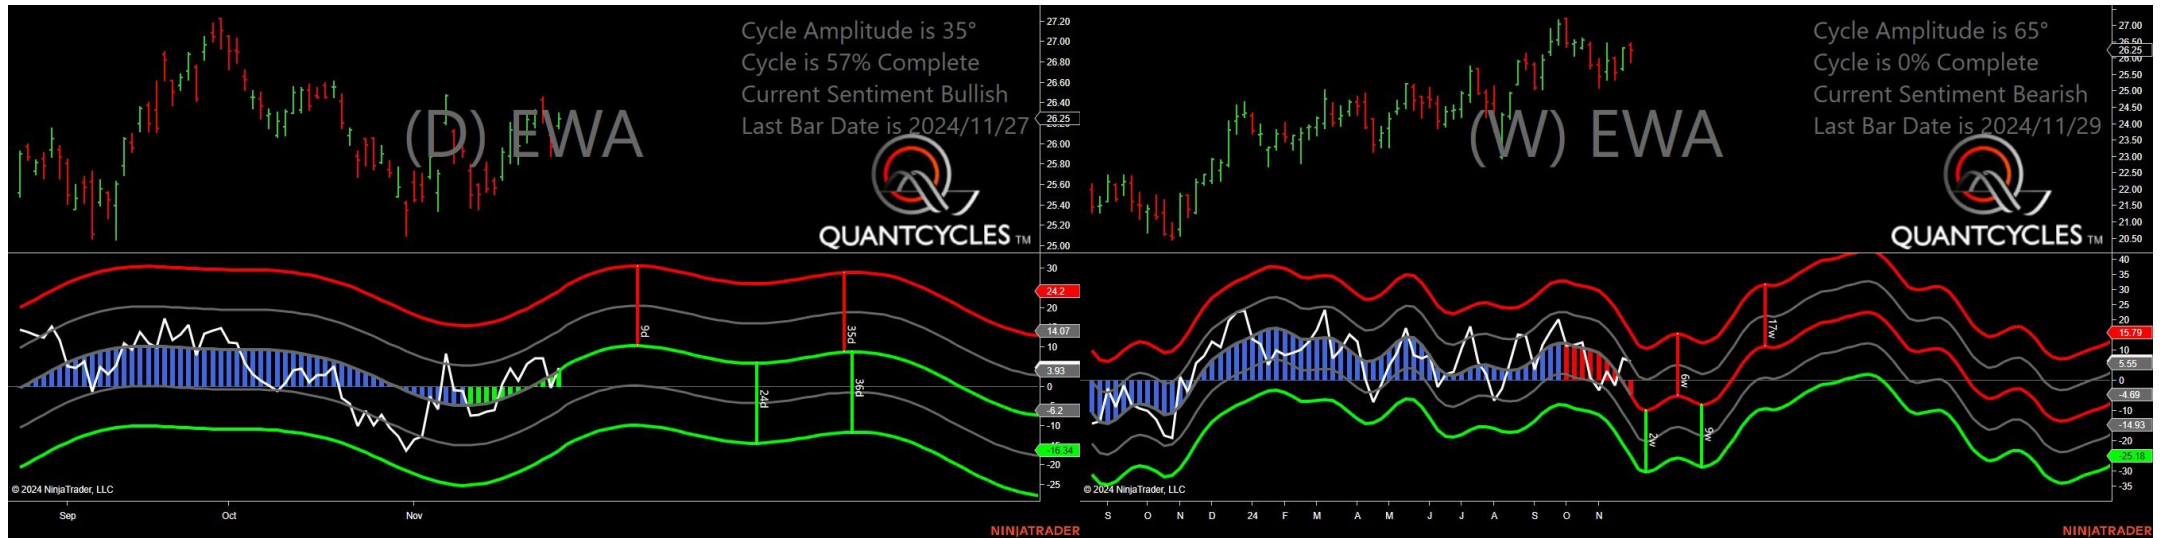 Cycle Amplitude is 35°
Cycle is 57% Complete
Current Sentiment Bullish
Last Bar Date is 2024/11/27
(D) EWA
QUANTCYCLES TM
27.20
27.00
26.80
26.60
26.40
26.25
26.00
25.80
25.60
25.40
25.20
25.00
30
24.2
20
14.07
10
3.93
0
-6.2
-10
-16.34
-20
-25
9d
24d
35d
36d
© 2024 NinjaTrader, LLC
Sep
Oct
Nov
NINJATRADER
Cycle Amplitude is 65°
Cycle is 0% Complete
Current Sentiment Bearish
Last Bar Date is 2024/11/29
(W) EWA
QUANTCYCLES TM
27.00
26.50
26.25
26.00
25.50
25.00
24.50
24.00
23.50
23.00
22.50
22.00
21.50
21.00
20.50
40
35
30
25
20
15.79
10
5.55
0
-4.69
-10
-14.93
-20
-25.18
-30
-35
2w
6w
9w
17w
© 2024 NinjaTrader, LLC
S
O
N
D
24
F
M
A
M
J
J
A
S
O
N
NINJATRADER